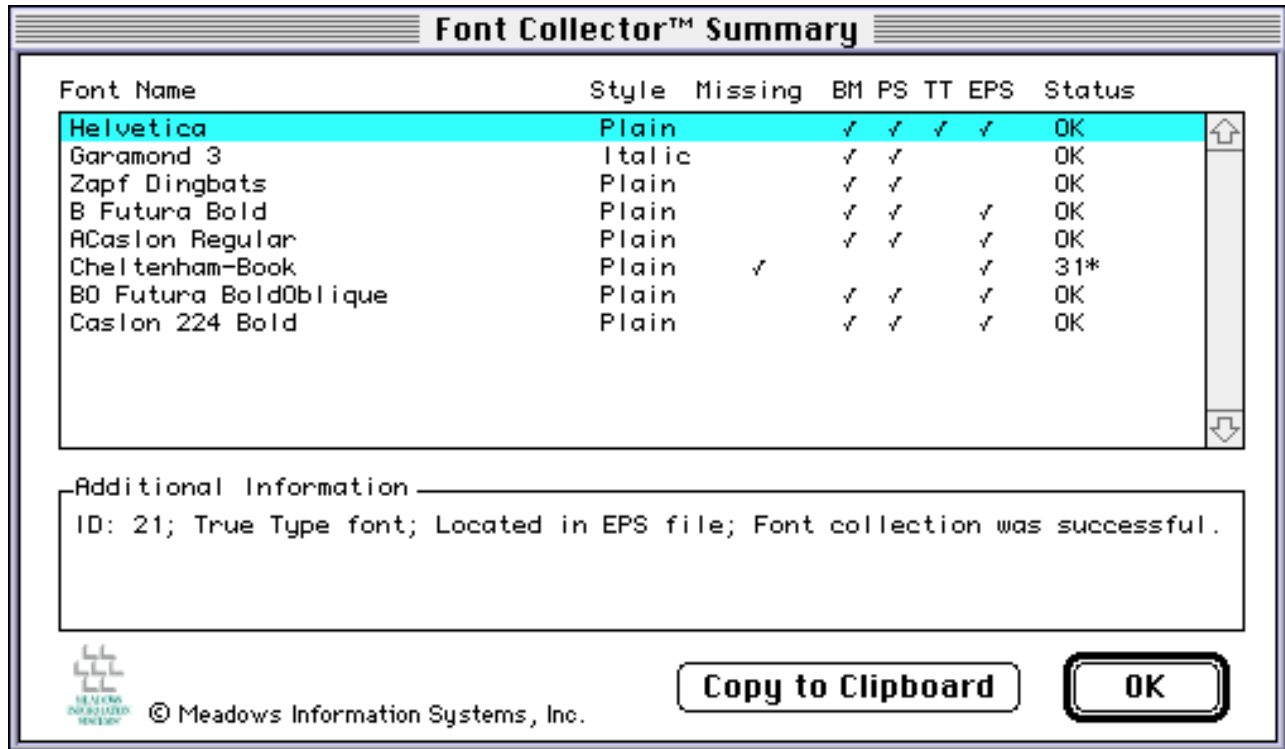 Font Collector™ Summary
Font Name Style Missing BM PS TT EPS Status
Helvetica Plain ✓ ✓ ✓ ✓ OK
Garamond 3 Italic ✓ ✓ OK
Zapf Dingbats Plain ✓ ✓ OK
B Futura Bold Plain ✓ ✓ ✓ OK
ACaslon Regular Plain ✓ ✓ ✓ OK
Cheltenham-Book Plain ✓ ✓ 31*
BO Futura BoldOblique Plain ✓ ✓ ✓ OK
Caslon 224 Bold Plain ✓ ✓ ✓ OK
Additional Information
ID: 21; True Type font; Located in EPS file; Font collection was successful.
MEADOWS
INFORMATION
SYSTEMS
© Meadows Information Systems, Inc.
Copy to Clipboard
OK